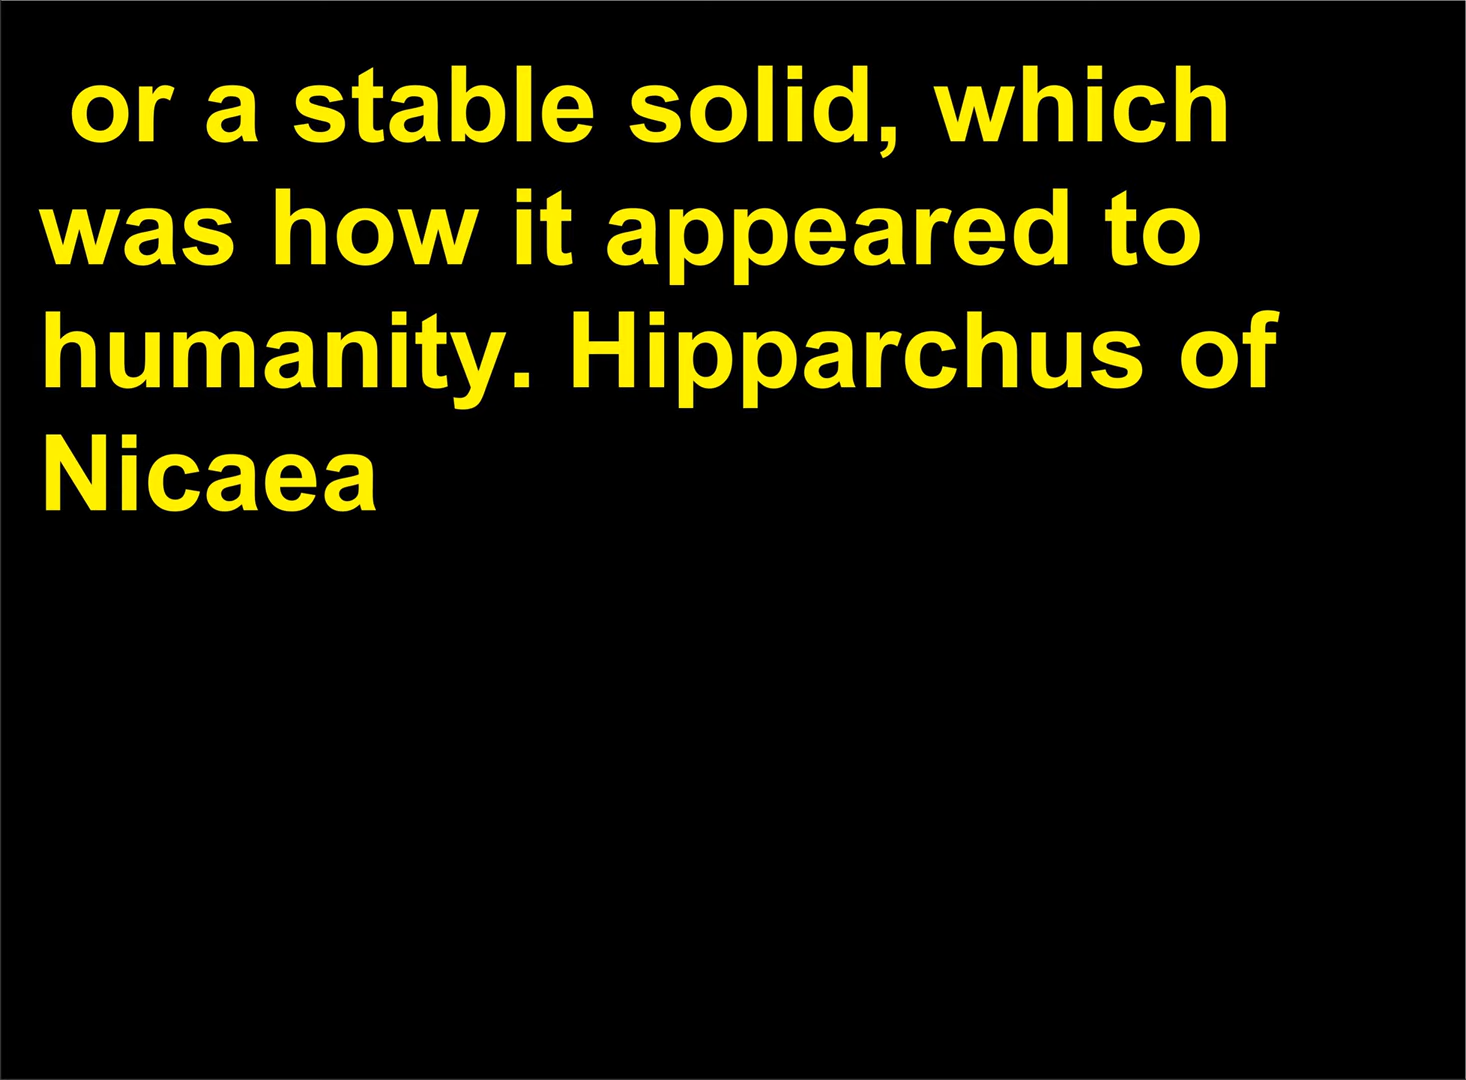 or a stable solid, which
was how it appeared to
humanity. Hipparchus of
Nicaea